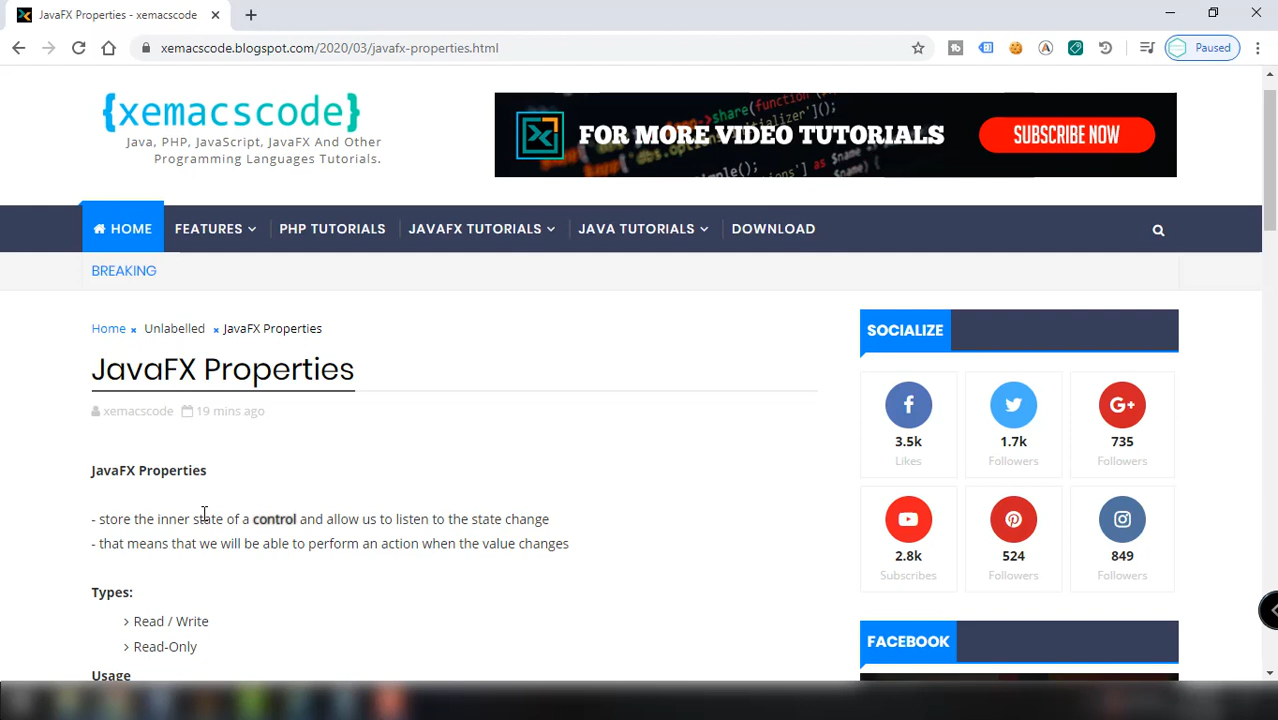 JavaFX Properties - xemacscode
xemacscode.blogspot.com/2020/03/javafx-properties.html
Paused
{xemacscode}
Java, PHP, JavaScript, JavaFX And Other
Programming Languages Tutorials.
FOR MORE VIDEO TUTORIALS
SUBSCRIBE NOW
HOME FEATURES PHP TUTORIALS JAVAFX TUTORIALS JAVA TUTORIALS DOWNLOAD
BREAKING
Home × Unlabelled × JavaFX Properties
JavaFX Properties
xemacscode 19 mins ago
JavaFX Properties
- store the inner state of a control and allow us to listen to the state change
- that means that we will be able to perform an action when the value changes
Types:
> Read / Write
> Read-Only
Usage
SOCIALIZE
3.5k
Likes
1.7k
Followers
G+
735
Followers
2.8k
Subscribes
524
Followers
849
Followers
FACEBOOK